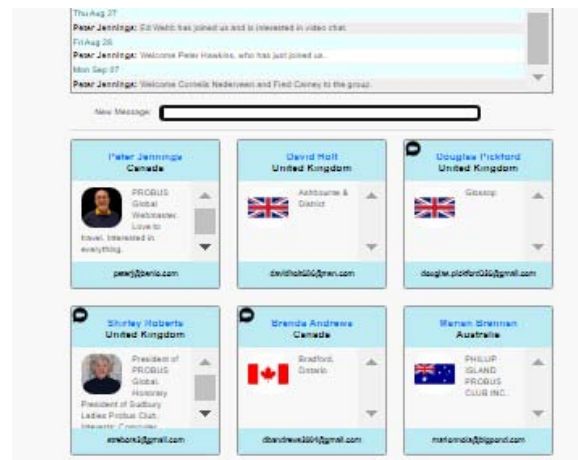 Thu Aug 27
Peter Jennings: Ed Webb has joined us and is interested in video chat.
Fri Aug 28
Peter Jennings: Welcome Peter Hawkins, who has just joined us.
Mon Sep 07
Peter Jennings: Welcome Cornelis Nederveen and Fred Carney to the group.
New Message:
Peter Jennings
Canada
PROBUS
Global
Webmaster.
Love to
travel. Interested in
everything.
David Holt
United Kingdom
Ashbourne &
District
Douglas Pickford
United Kingdom
Glossop
Shirley Roberts
United Kingdom
President of
PROBUS
Global.
Honorary
President of Sudbury
Ladies Probus Club.
Interests: Computer
Brenda Andrews
Canada
Bradford,
Ontario
Marian Brennan
Australia
PHILLIP
ISLAND
PROBUS
CLUB INC.